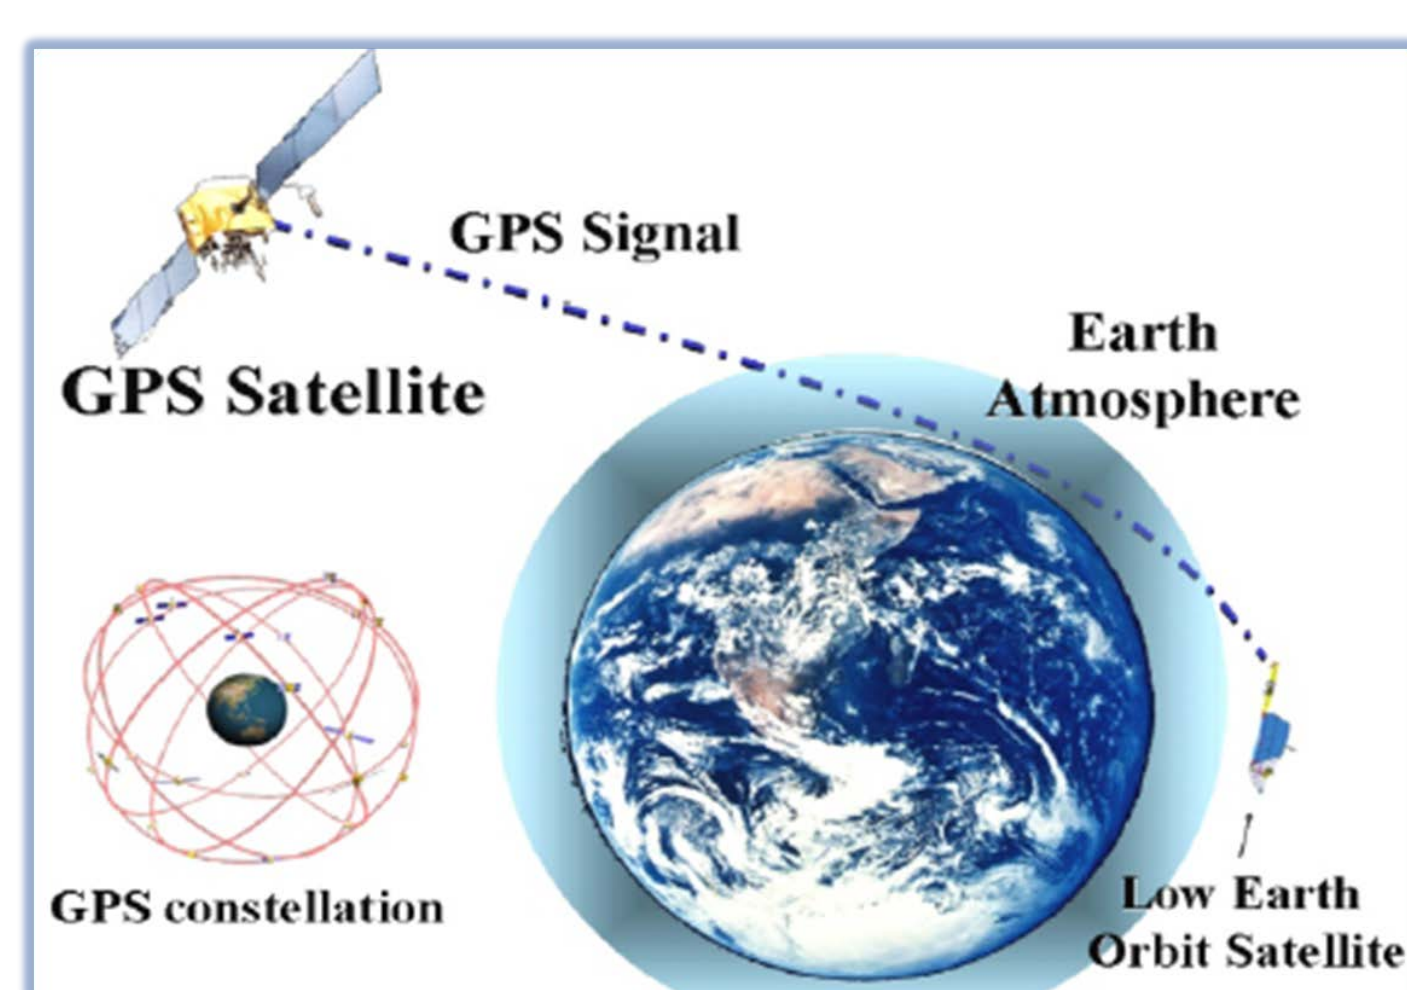 GPS Signal
Earth
Atmosphere
GPS Satellite
GPS constellation
Low Earth
Orbit Satellite